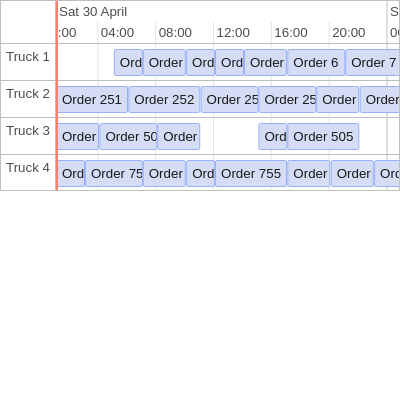 Sat 30 April S
:00 04:00 08:00 12:00 16:00 20:00 00
Truck 1 Ord Order Ord Ord Order Order 6 Order 7
Truck 2 Order 251 Order 252 Order 25 Order 25 Order Order
Truck 3 Order Order 50 Order Ord Order 505
Truck 4 Ord Order 75 Order Ord Order 755 Order Order Ord